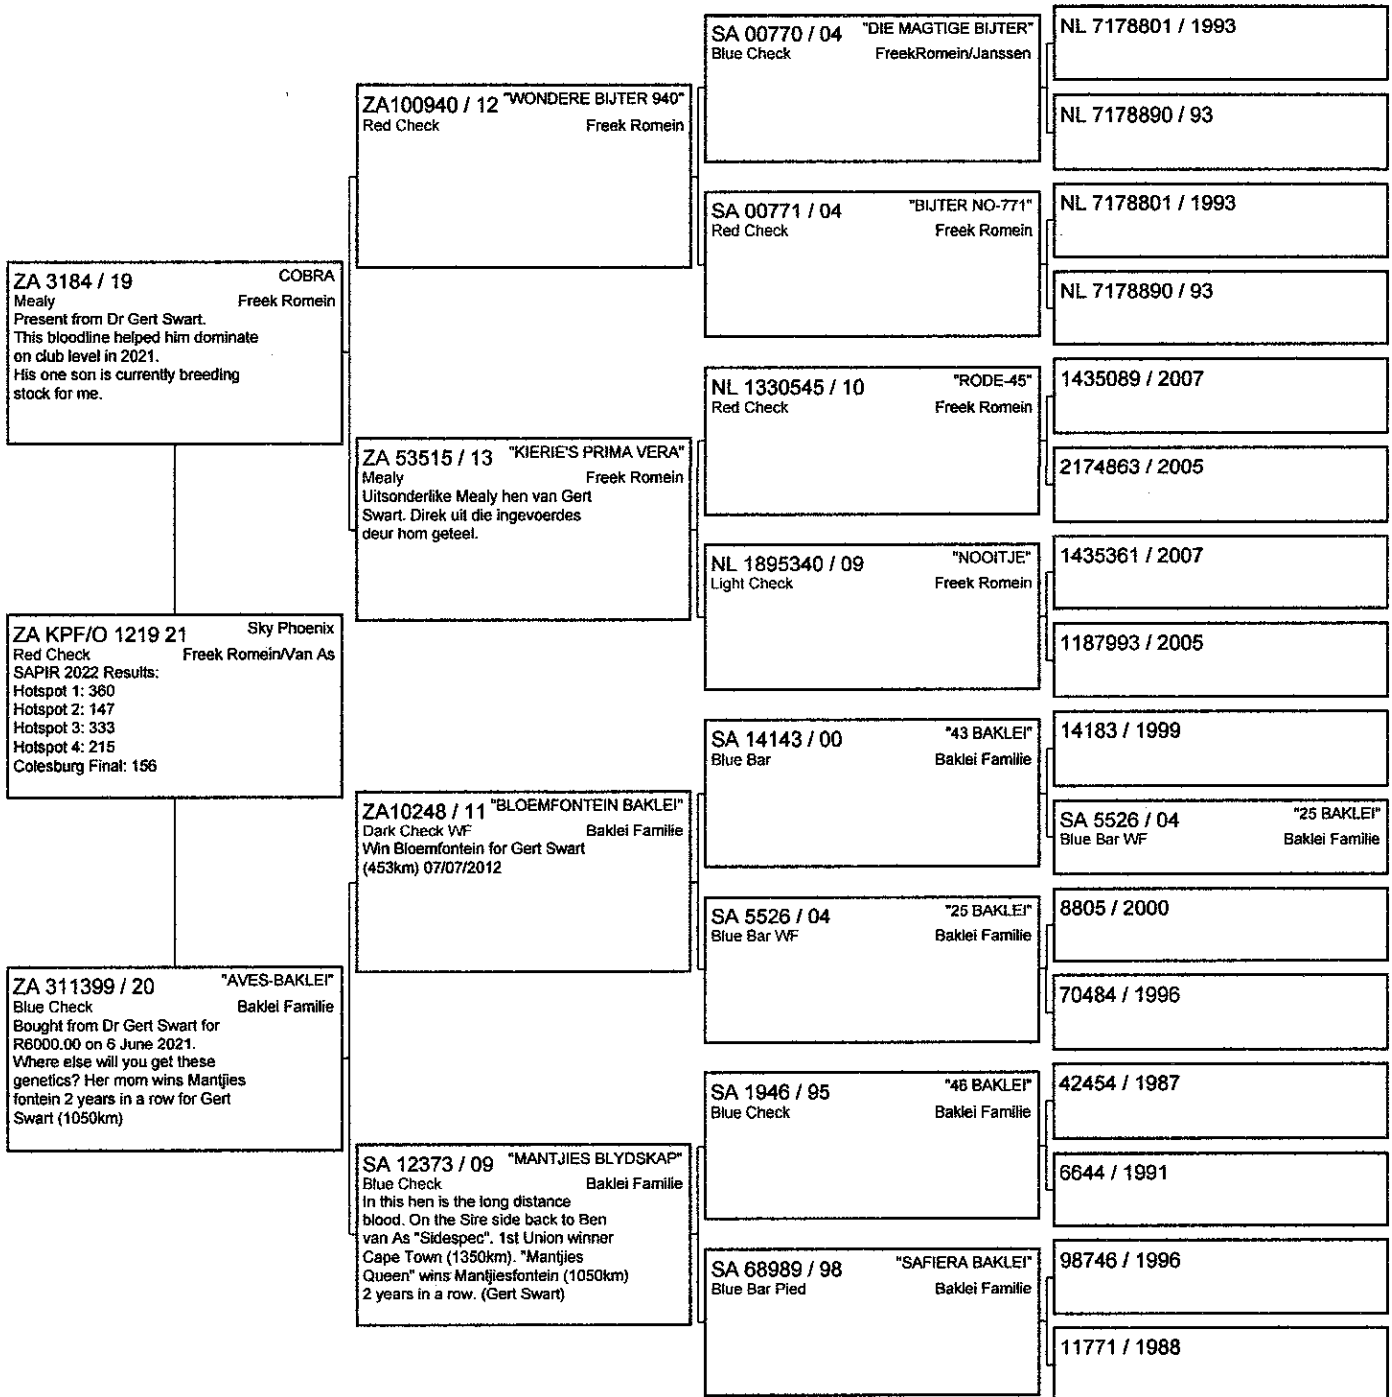 ZA 3184 / 19 COBRA
Mealy Freek Romein
Present from Dr Gert Swart.
This bloodline helped him dominate
on club level in 2021.
His one son is currently breeding
stock for me.
ZA KPF/O 1219 21 Sky Phoenix
Red Check Freek Romein/Van As
SAPIR 2022 Results:
Hotspot 1: 360
Hotspot 2: 147
Hotspot 3: 333
Hotspot 4: 215
Colesburg Final: 156
ZA 311399 / 20 "AVES-BAKLEI"
Blue Check Baklei Familie
Bought from Dr Gert Swart for
R6000.00 on 6 June 2021.
Where else will you get these
genetics? Her mom wins Mantjies
fontein 2 years in a row for Gert
Swart (1050km)
ZA100940 / 12 "WONDERE BIJTER 940"
Red Check Freek Romein
ZA 53515 / 13 "KIERIE'S PRIMA VERA"
Mealy Freek Romein
Uitsonderlike Mealy hen van Gert
Swart. Direk uit die ingevoerdes
deur hom geteel.
ZA10248 / 11 "BLOEMFONTEIN BAKLEI"
Dark Check WF Baklei Familie
Win Bloemfontein for Gert Swart
(453km) 07/07/2012
SA 12373 / 09 "MANTJIES BLYDSKAP"
Blue Check Baklei Familie
In this hen is the long distance
blood. On the Sire side back to Ben
van As "Sidespec". 1st Union winner
Cape Town (1350km). "Mantjies
Queen" wins Mantjiesfontein (1050km)
2 years in a row. (Gert Swart)
SA 00770 / 04 "DIE MAGTIGE BIJTER"
Blue Check FreekRomein/Janssen
SA 00771 / 04 "BIJTER NO-771"
Red Check Freek Romein
NL 1330545 / 10 "RODE-45"
Red Check Freek Romein
NL 1895340 / 09 "NOOITJE"
Light Check Freek Romein
SA 14143 / 00 "43 BAKLEI"
Blue Bar Baklei Familie
SA 5526 / 04 "25 BAKLEI"
Blue Bar WF Baklei Familie
SA 1946 / 95 "46 BAKLEI"
Blue Check Baklei Familie
SA 68989 / 98 "SAFIERA BAKLEI"
Blue Bar Pied Baklei Familie
NL 7178801 / 1993
NL 7178890 / 93
NL 7178801 / 1993
NL 7178890 / 93
1435089 / 2007
2174863 / 2005
1435361 / 2007
1187993 / 2005
14183 / 1999
SA 5526 / 04 "25 BAKLEI"
Blue Bar WF Baklei Familie
8805 / 2000
70484 / 1996
42454 / 1987
6644 / 1991
98746 / 1996
11771 / 1988